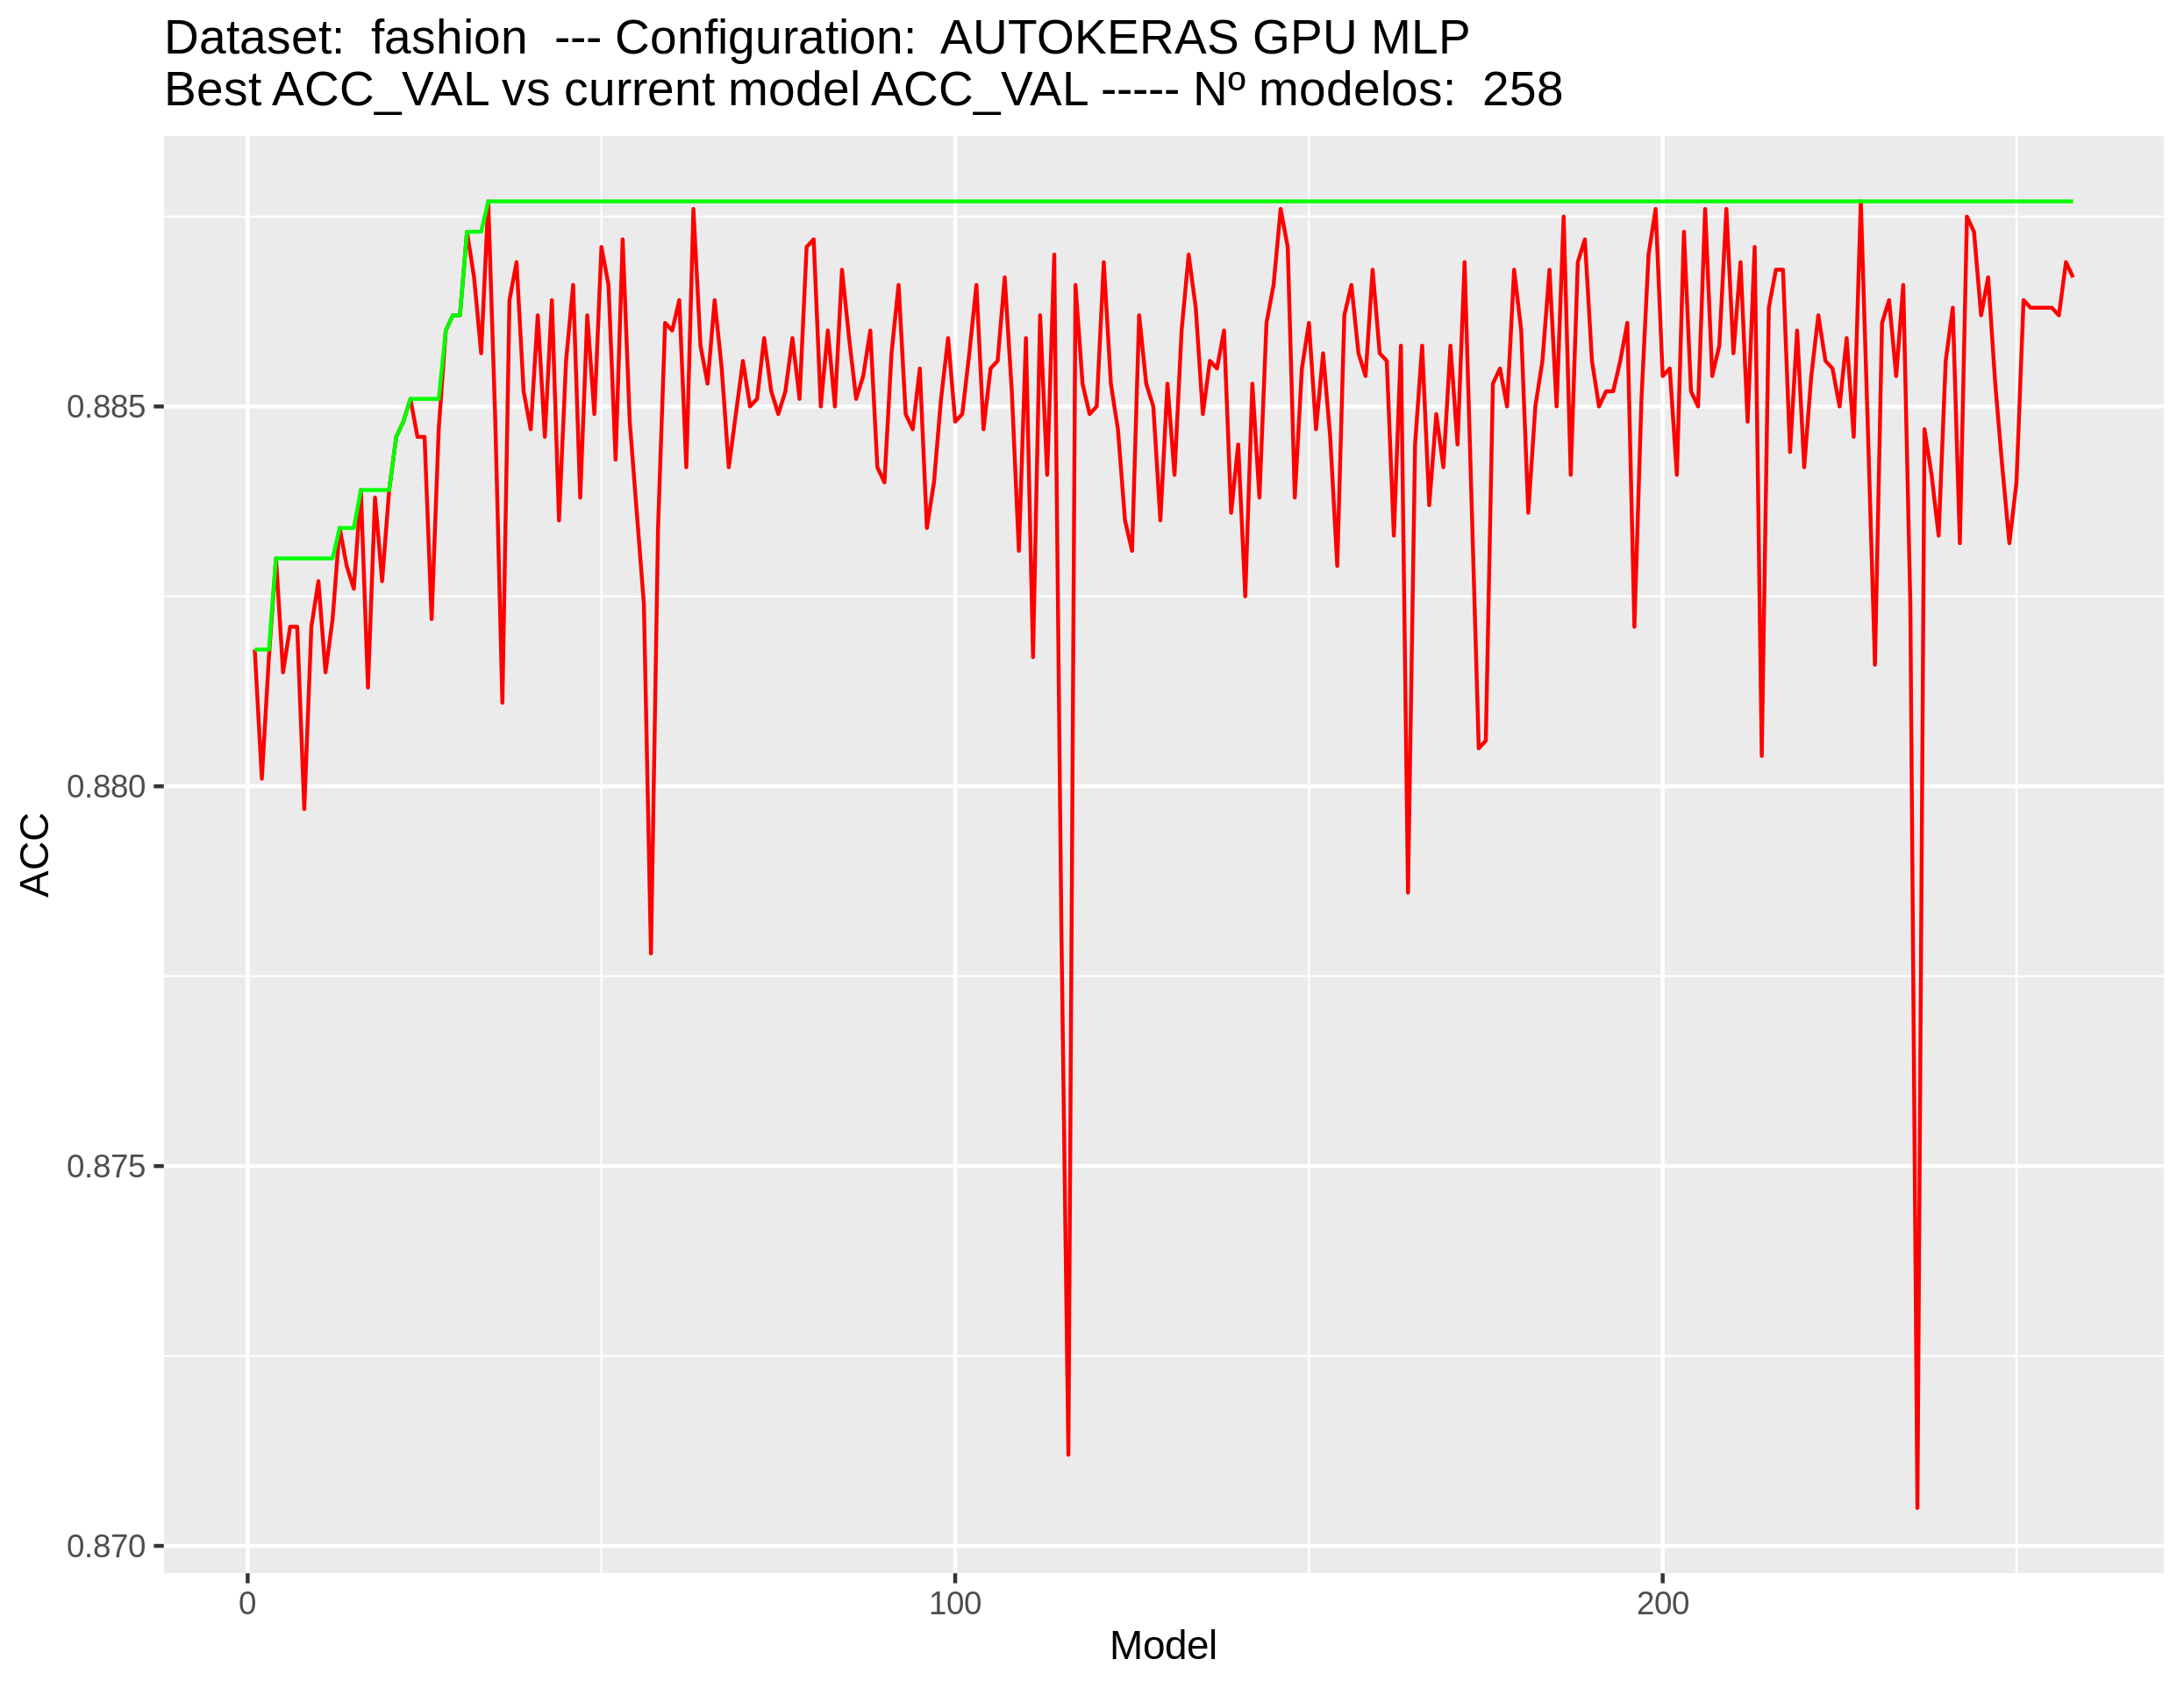 Dataset:  fashion  --- Configuration:  AUTOKERAS GPU MLP
Best ACC_VAL vs current model ACC_VAL ----- Nº modelos:  258
0.885
0.880
0.875
0.870
ACC
0
100
200
Model